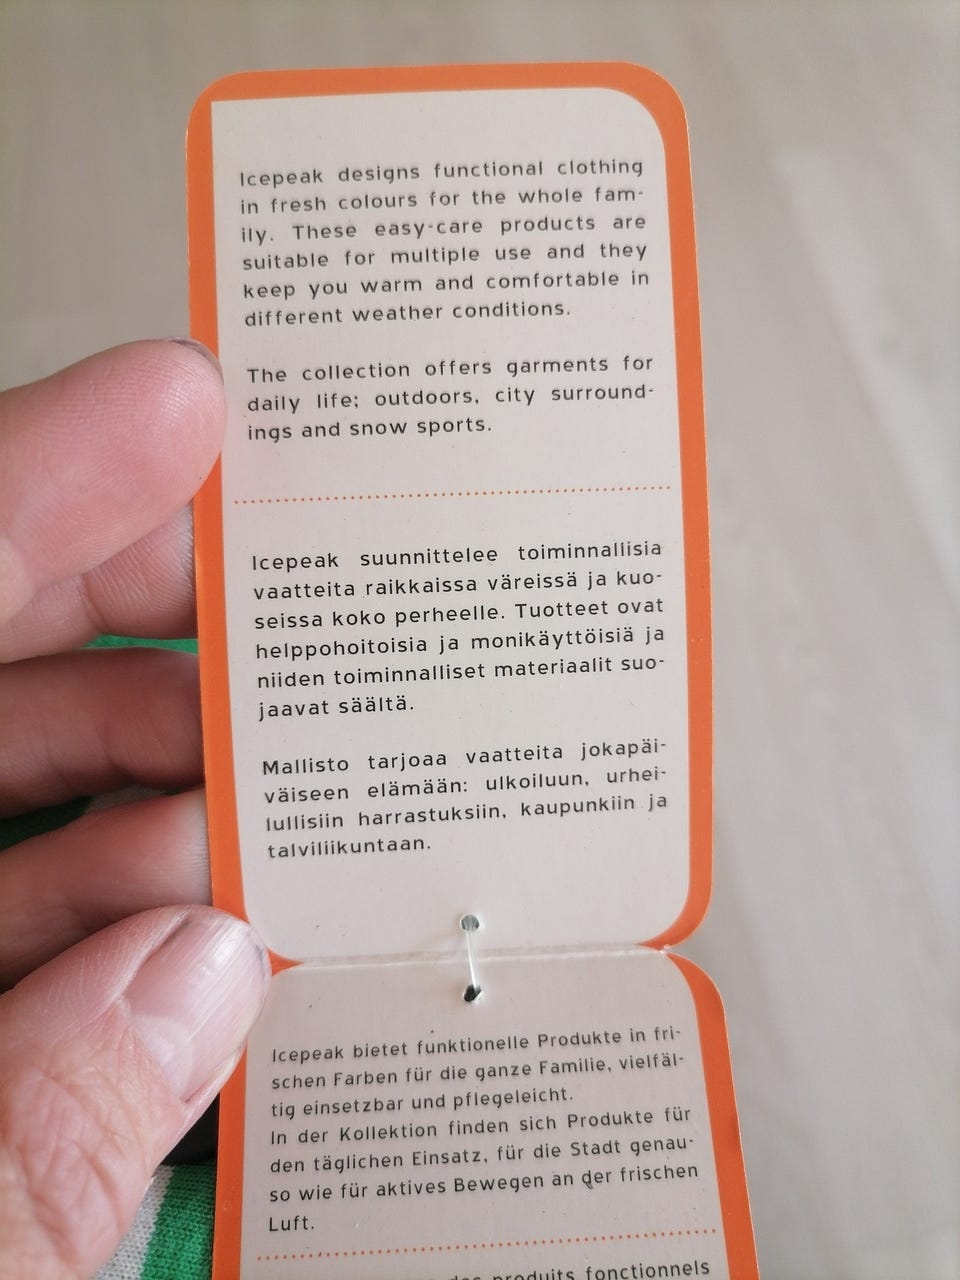 Icepeak designs functional clothing
in fresh colours for the whole fam-
ily. These easy-care products are
suitable for multiple use and they
keep you warm and comfortable in
different weather conditions.
The collection offers garments for
daily life; outdoors, city surround-
ings and snow sports.
Icepeak suunnittelee toiminnallisia
vaatteita raikkaissa väreissä ja kuo-
seissa koko perheelle. Tuotteet ovat
helppohoitoisia ja monikäyttöisiä ja
niiden toiminnalliset materiaalit suo-
jaavat säältä.
Mallisto tarjoaa vaatteita jokapäi-
väiseen elämään: ulkoiluun, urhei-
lullisiin harrastuksiin, kaupunkiin ja
talviliikuntaan.
Icepeak bietet funktionelle Produkte in fri-
schen Farben für die ganze Familie, vielfäl-
tig einsetzbar und pflegeleicht.
In der Kollektion finden sich Produkte für
den täglichen Einsatz, für die Stadt genau-
so wie für aktives Bewegen an der frischen
Luft.
des produits fonctionnels